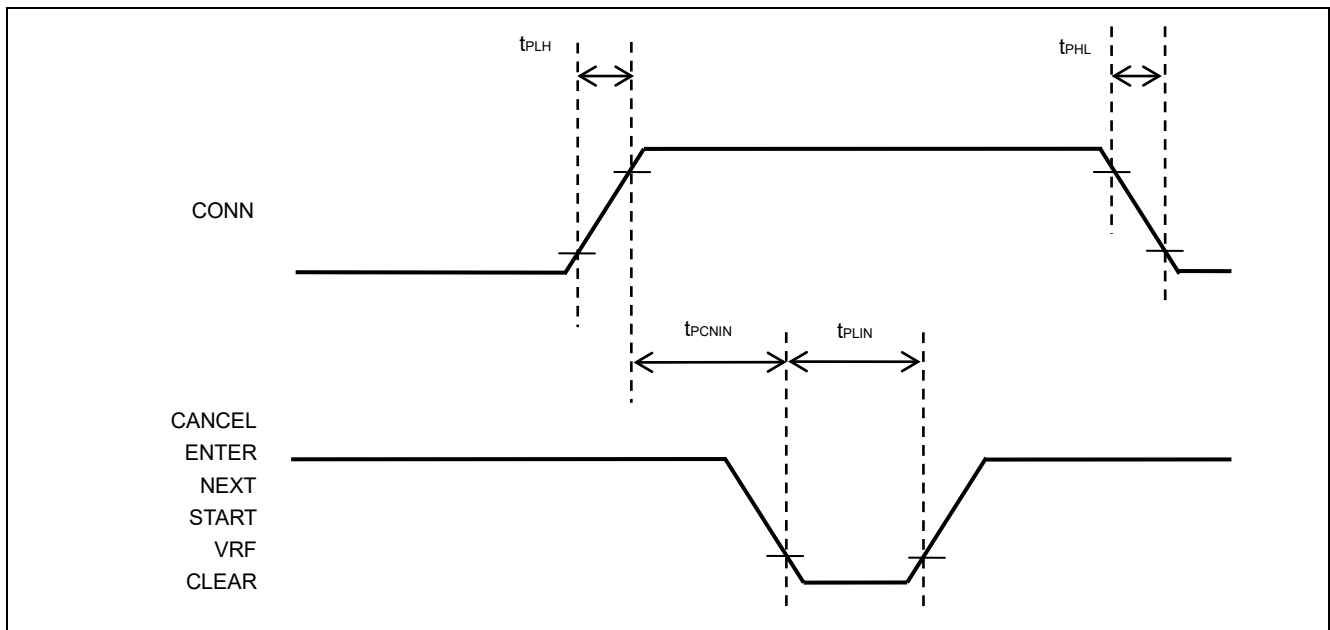 tPLH
tPHL
CONN
tPCNIN
tPLIN
CANCEL
ENTER
NEXT
START
VRF
CLEAR